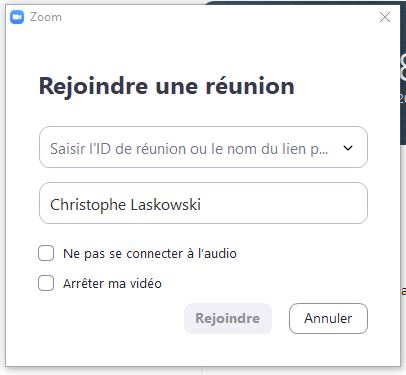 Zoom
Rejoindre une réunion
Saisir l'ID de réunion ou le nom du lien p...
Christophe Laskowski
Ne pas se connecter à l'audio
Arrêter ma vidéo
Rejoindre
Annuler